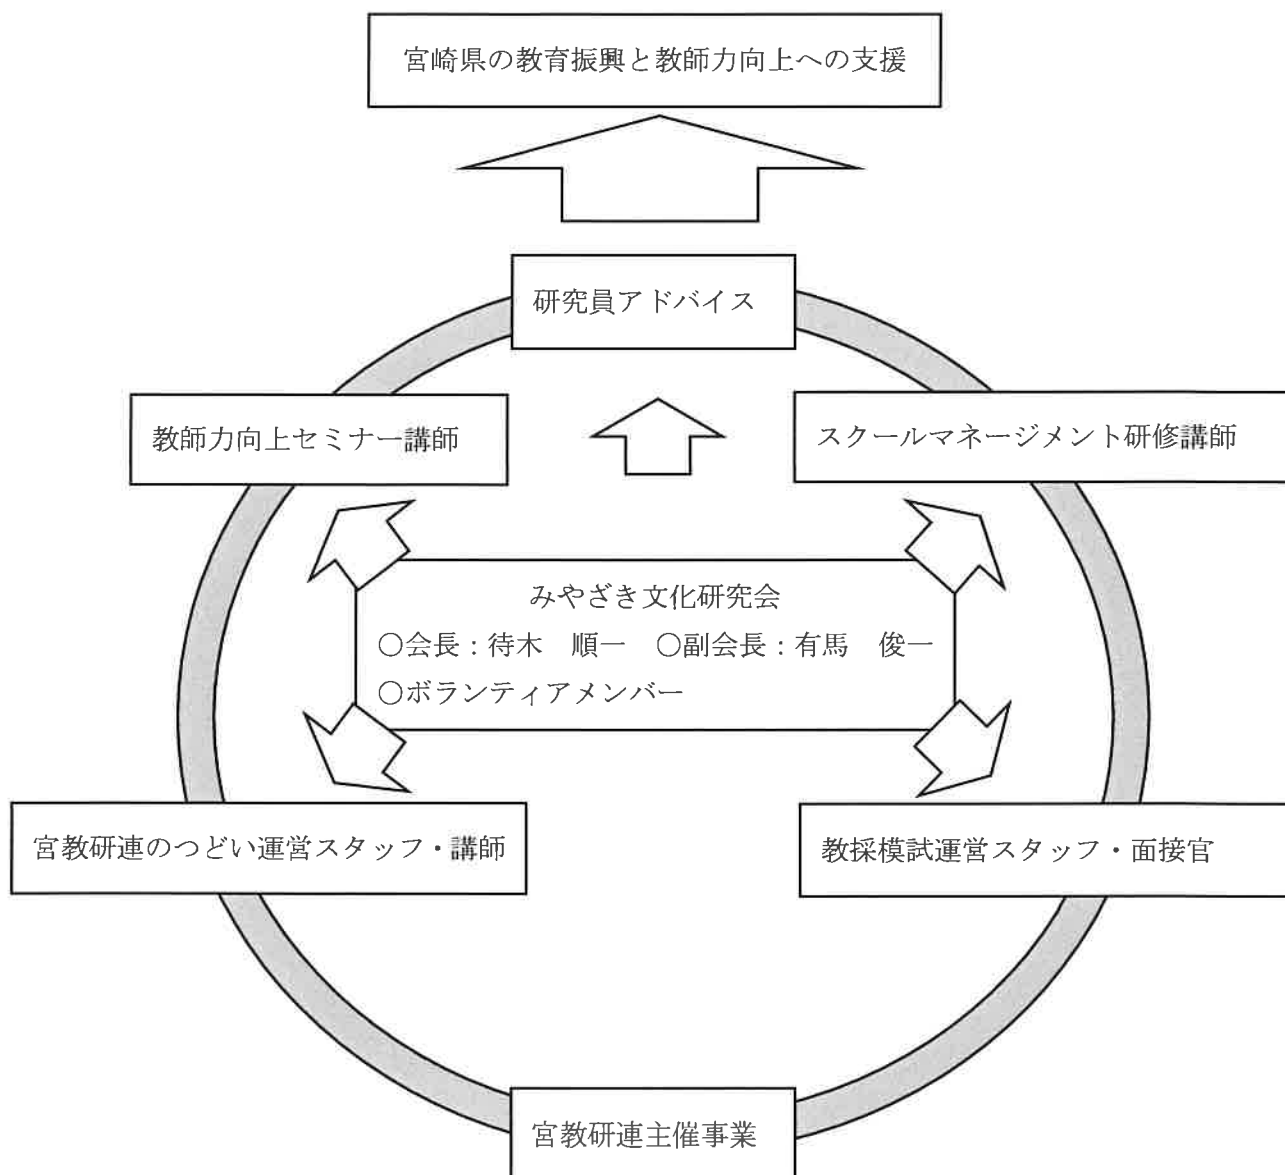 宮崎県の教育振興と教師力向上への支援
研究員アドバイス
教師力向上セミナー講師
スクールマネージメント研修講師
みやざき文化研究会
○会長：待木　順一　○副会長：有馬　俊一
○ボランティアメンバー
宮教研連のつどい運営スタッフ・講師
教採模試運営スタッフ・面接官
宮教研連主催事業